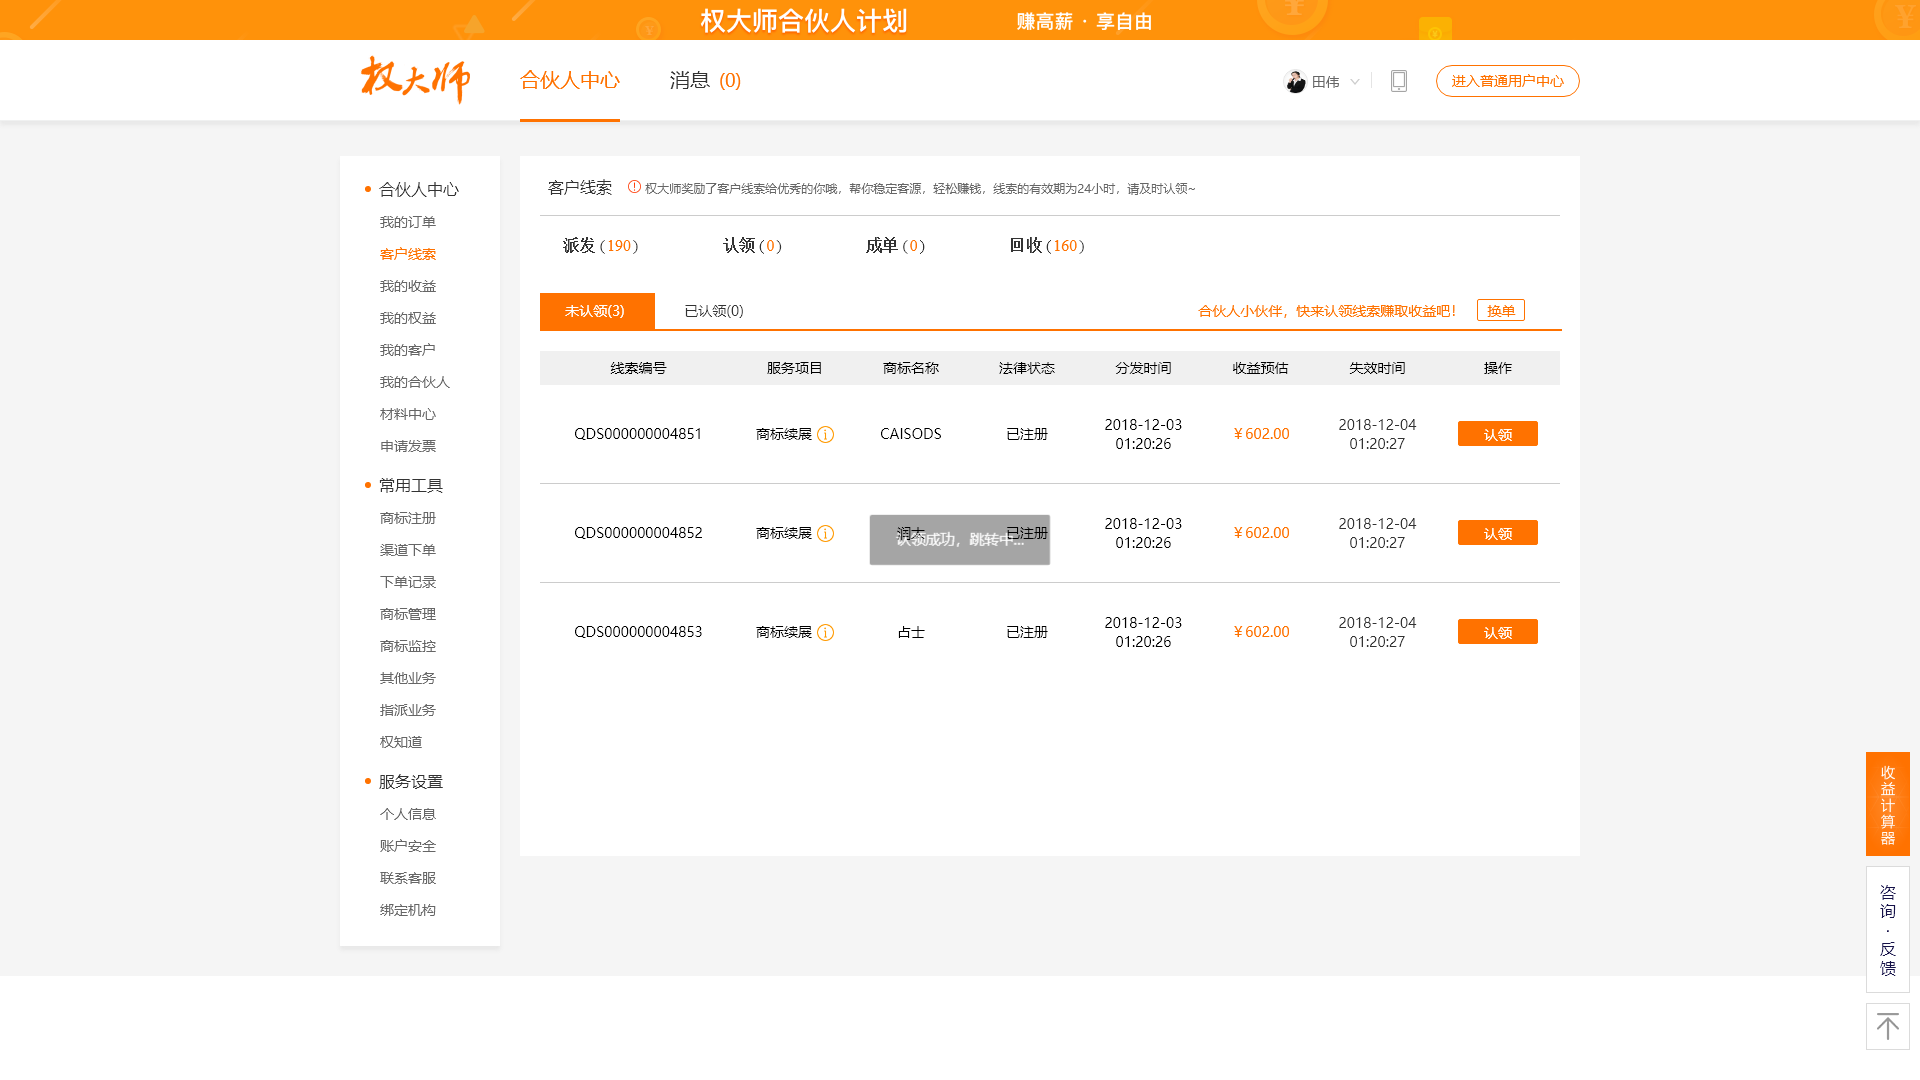 权大师合伙人计划 赚高薪 · 享自由
权大师 合伙人中心 消息 (0) 田伟 进入普通用户中心
合伙人中心
我的订单
客户线索
我的收益
我的权益
我的客户
我的合伙人
材料中心
申请发票
常用工具
商标注册
渠道下单
下单记录
商标管理
商标监控
其他业务
指派业务
权知道
服务设置
个人信息
账户安全
联系客服
绑定机构
客户线索 权大师奖励了客户线索给优秀的你哦，帮你稳定客源，轻松赚钱，线索的有效期为24小时，请及时认领~
派发 (190) 认领 (0) 成单 (0) 回收 (160)
未认领(3) 已认领(0) 合伙人小伙伴，快来认领线索赚取收益吧！ 换单
线索编号 服务项目 商标名称 法律状态 分发时间 收益预估 失效时间 操作
QDS000000004851 商标续展 CAISODS 已注册 2018-12-03 01:20:26 ¥602.00 2018-12-04 01:20:27 认领
QDS000000004852 商标续展 润士 已注册 2018-12-03 01:20:26 ¥602.00 2018-12-04 01:20:27 认领
认领成功，跳转中...
QDS000000004853 商标续展 占士 已注册 2018-12-03 01:20:26 ¥602.00 2018-12-04 01:20:27 认领
收益计算器
咨询·反馈